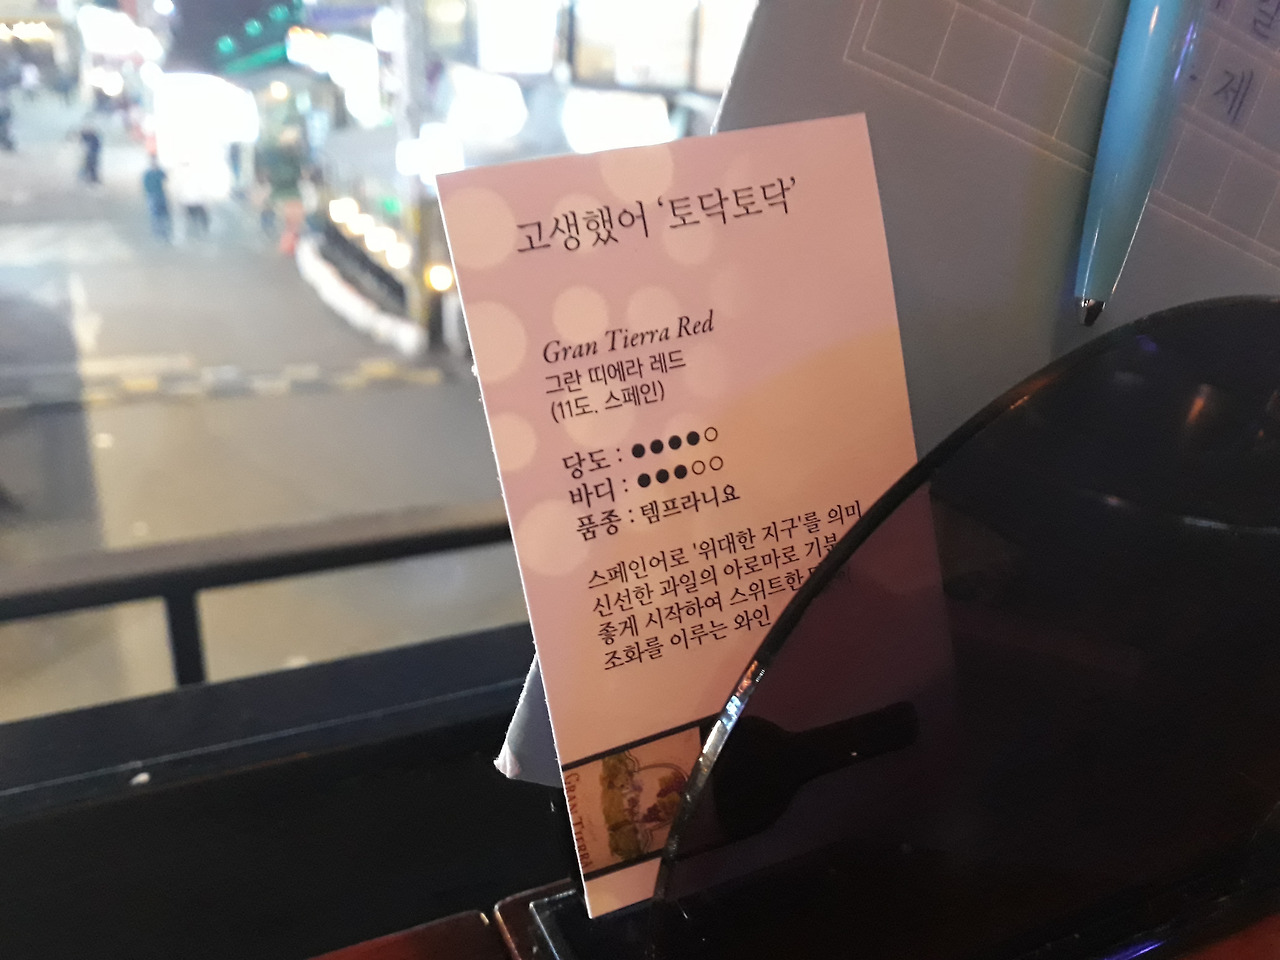 고생했어 '토닥토닥'
Gran Tierra Red
그란 띠에라 레드
(11도. 스페인)
당도 : ●●●●○
바디 : ●●●○○
품종 : 템프라니요
스페인어로 '위대한 지구'를 의미
신선한 과일의 아로마로 기분
좋게 시작하여 스위트한
조화를 이루는 와인
GRAN TIERRA
제